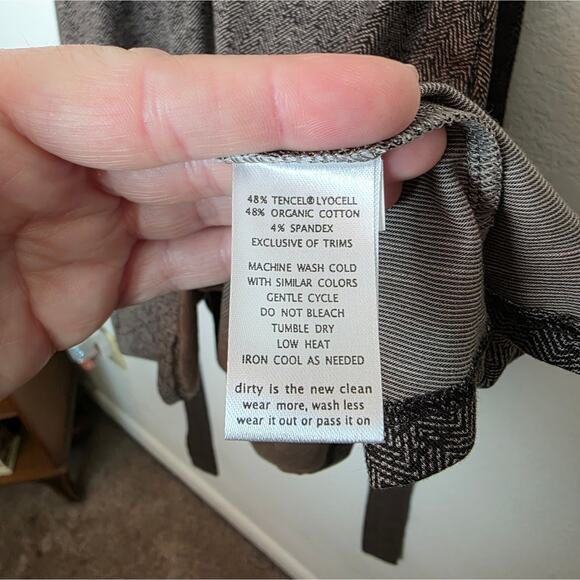 48% TENCEL®LYOCELL
48% ORGANIC COTTON
4% SPANDEX
EXCLUSIVE OF TRIMS
MACHINE WASH COLD
WITH SIMILAR COLORS
GENTLE CYCLE
DO NOT BLEACH
TUMBLE DRY
LOW HEAT
IRON COOL AS NEEDED
dirty is the new clean
wear more, wash less
wear it out or pass it on